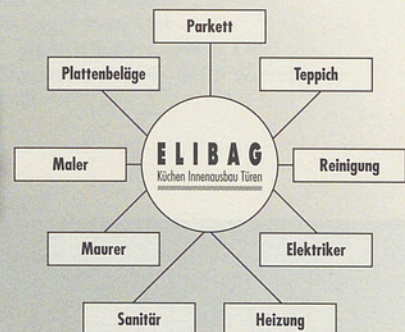 Parkett
Plattenbeläge
Teppich
ELIBAG
Küchen Innenausbau Türen
Maler
Reinigung
Maurer
Elektriker
Sanitär
Heizung